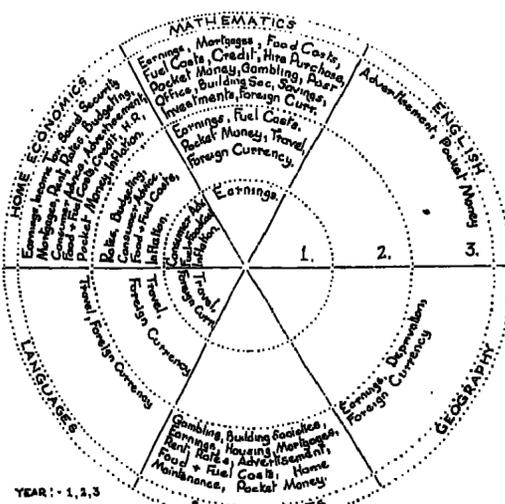 MATHEMATICS
Earnings, Mortgages, Food Costs,
Fuel Costs, Credit, Hire Purchase,
Pocket Money, Gambling, Post
Office, Building Soc, Savings,
Investments, Foreign Curr.
Earnings, Fuel Costs.
Pocket Money, Travel,
Foreign Currency.
Earnings.
ENGLISH
Advertisement, Pocket Money
1. 2. 3.
HOME ECONOMICS
Earnings Income Tax, Social Security
Mortgages, Rent, Rates Budgeting,
Consumer Advice, Advertisement,
Food + Fuel Costs, Credit, H.P.
Pocket Money, Inflation.
Rates, Budgeting,
Consumer Advice
Food + Fuel Costs,
Inflation.
Consumer Adv.
Inflation.
LANGUAGES
Travel, Foreign Currency
Travel,
Foreign Currency
Travel,
Foreign Curr.
GEOGRAPHY
Earnings, Deprivation,
Foreign Currency
Gambling, Building Societies,
Earnings, Housing, Mortgages,
Rent, Rates, Advertisement,
Food + Fuel Costs, Home
Maintenance, Pocket Money.
YEAR:- 1,2,3